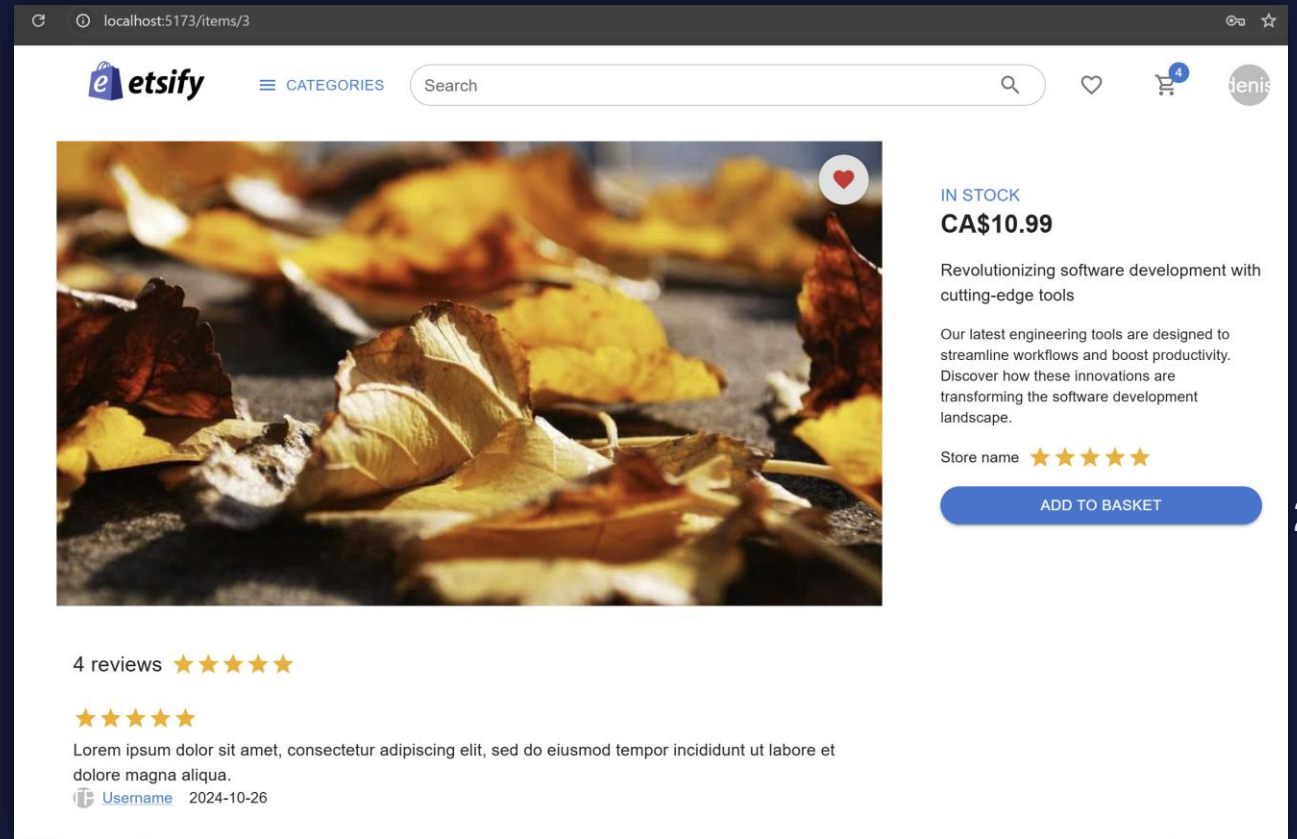 localhost:5173/items/3
e etsify
CATEGORIES
Search
4
denis
IN STOCK
CA$10.99
Revolutionizing software development with
cutting-edge tools
Our latest engineering tools are designed to
streamline workflows and boost productivity.
Discover how these innovations are
transforming the software development
landscape.
Store name
ADD TO BASKET
4 reviews
Lorem ipsum dolor sit amet, consectetur adipiscing elit, sed do eiusmod tempor incididunt ut labore et
dolore magna aliqua.
Username 2024-10-26